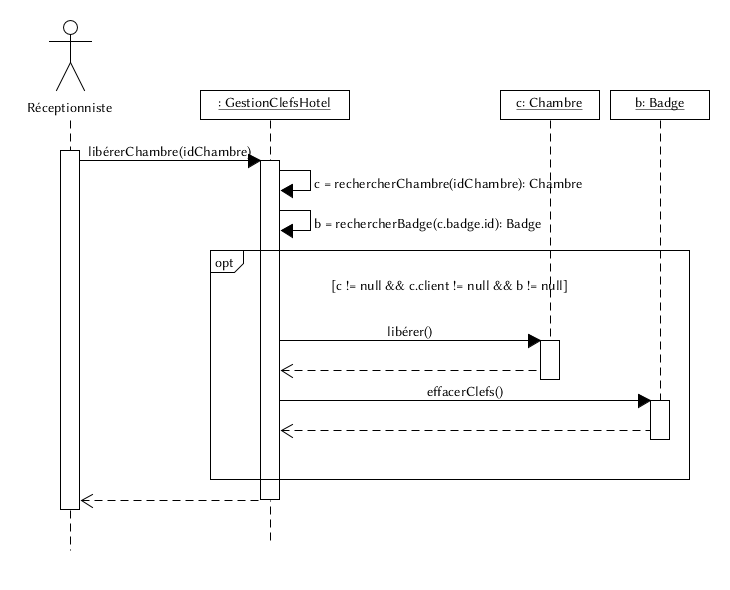 Réceptionniste
: GestionClefsHotel
c: Chambre
b: Badge
libérerChambre(idChambre)
c = rechercherChambre(idChambre): Chambre
b = rechercherBadge(c.badge.id): Badge
opt
[c != null && c.client != null && b != null]
libérer()
effacerClefs()